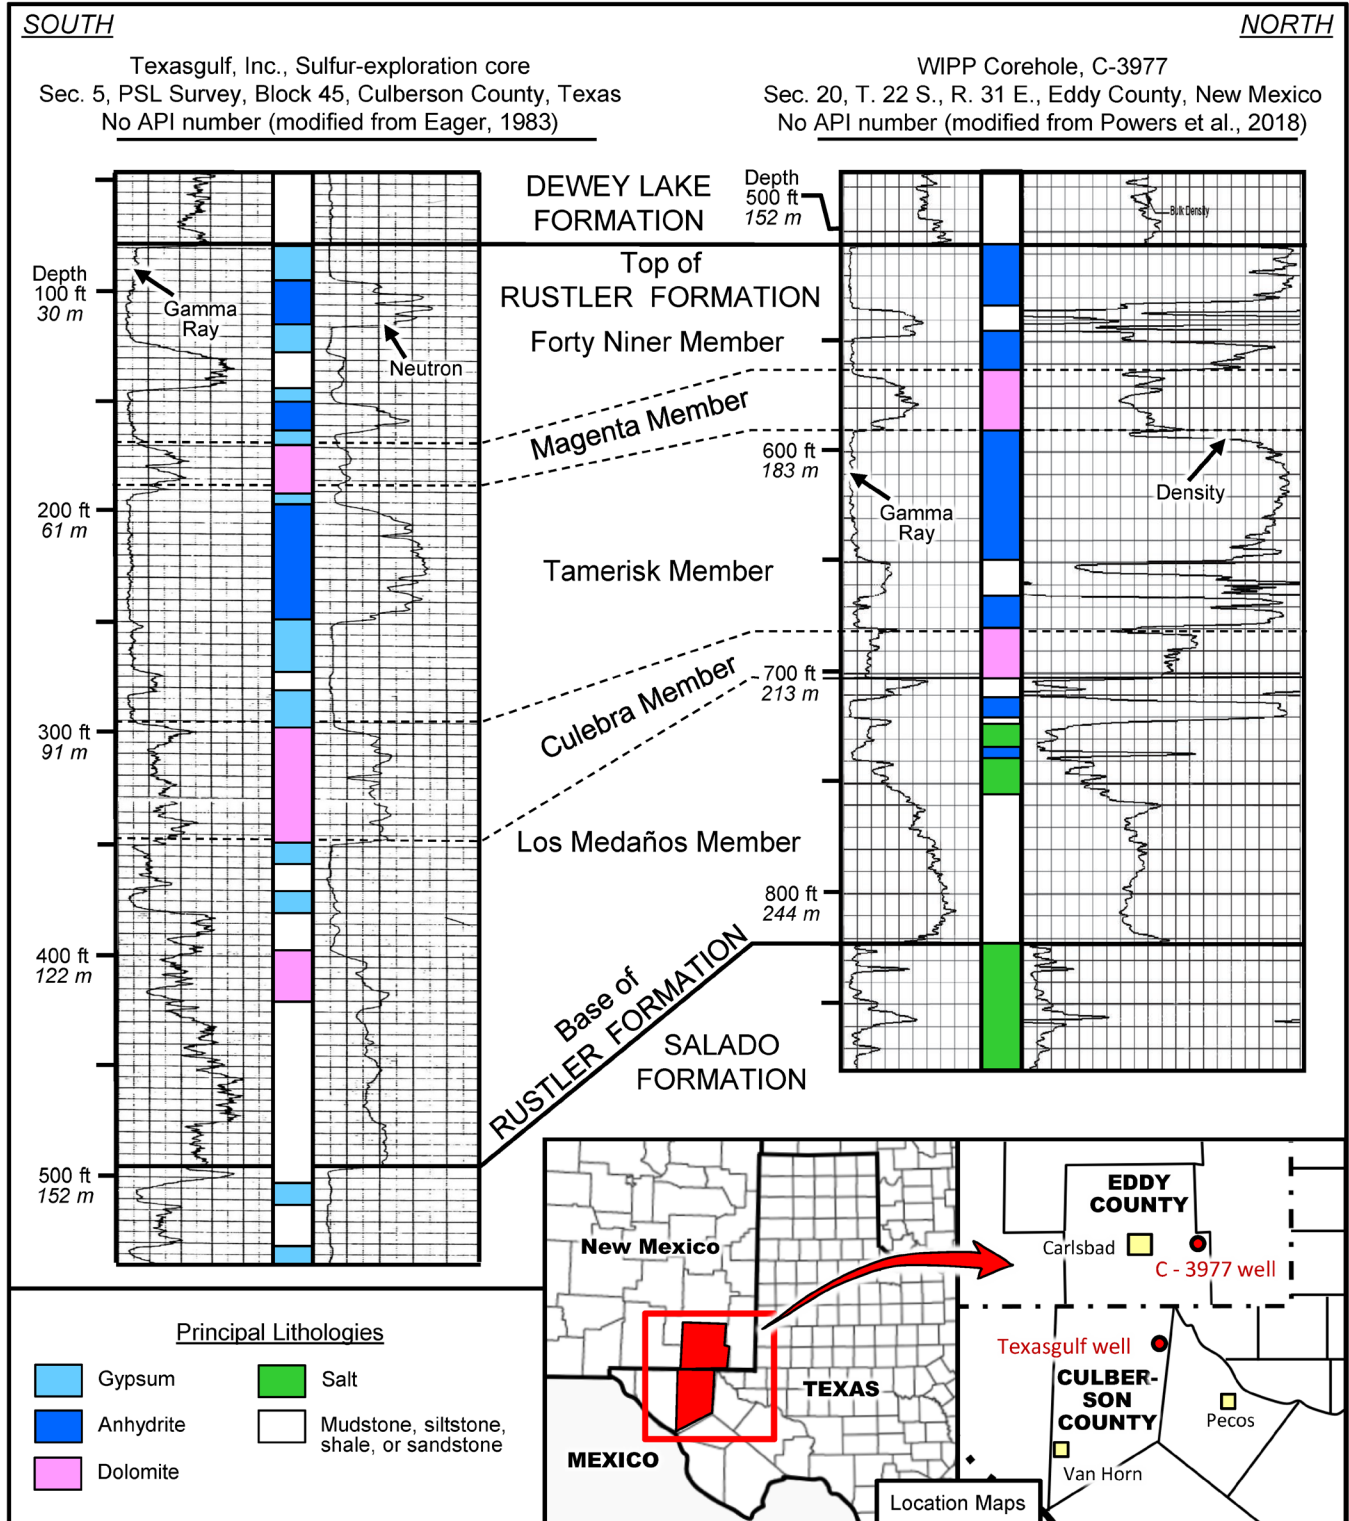 SOUTH
NORTH
Texasgulf, Inc., Sulfur-exploration core
Sec. 5, PSL Survey, Block 45, Culberson County, Texas
No API number (modified from Eager, 1983)
WIPP Corehole, C-3977
Sec. 20, T. 22 S., R. 31 E., Eddy County, New Mexico
No API number (modified from Powers et al., 2018)
DEWEY LAKE
FORMATION
Depth
500 ft
152 m
Bulk Density
Top of
RUSTLER FORMATION
Depth
100 ft
30 m
Gamma
Ray
Neutron
Forty Niner Member
Magenta Member
600 ft
183 m
Density
Gamma
Ray
200 ft
61 m
Tamerisk Member
Culebra Member
700 ft
213 m
300 ft
91 m
Los Medaños Member
800 ft
244 m
400 ft
122 m
Base of
RUSTLER FORMATION
SALADO
FORMATION
500 ft
152 m
Principal Lithologies
Gypsum
Anhydrite
Dolomite
Salt
Mudstone, siltstone,
shale, or sandstone
New Mexico
TEXAS
MEXICO
EDDY
COUNTY
Carlsbad
C - 3977 well
Texasgulf well
CULBER-
SON
COUNTY
Pecos
Van Horn
Location Maps